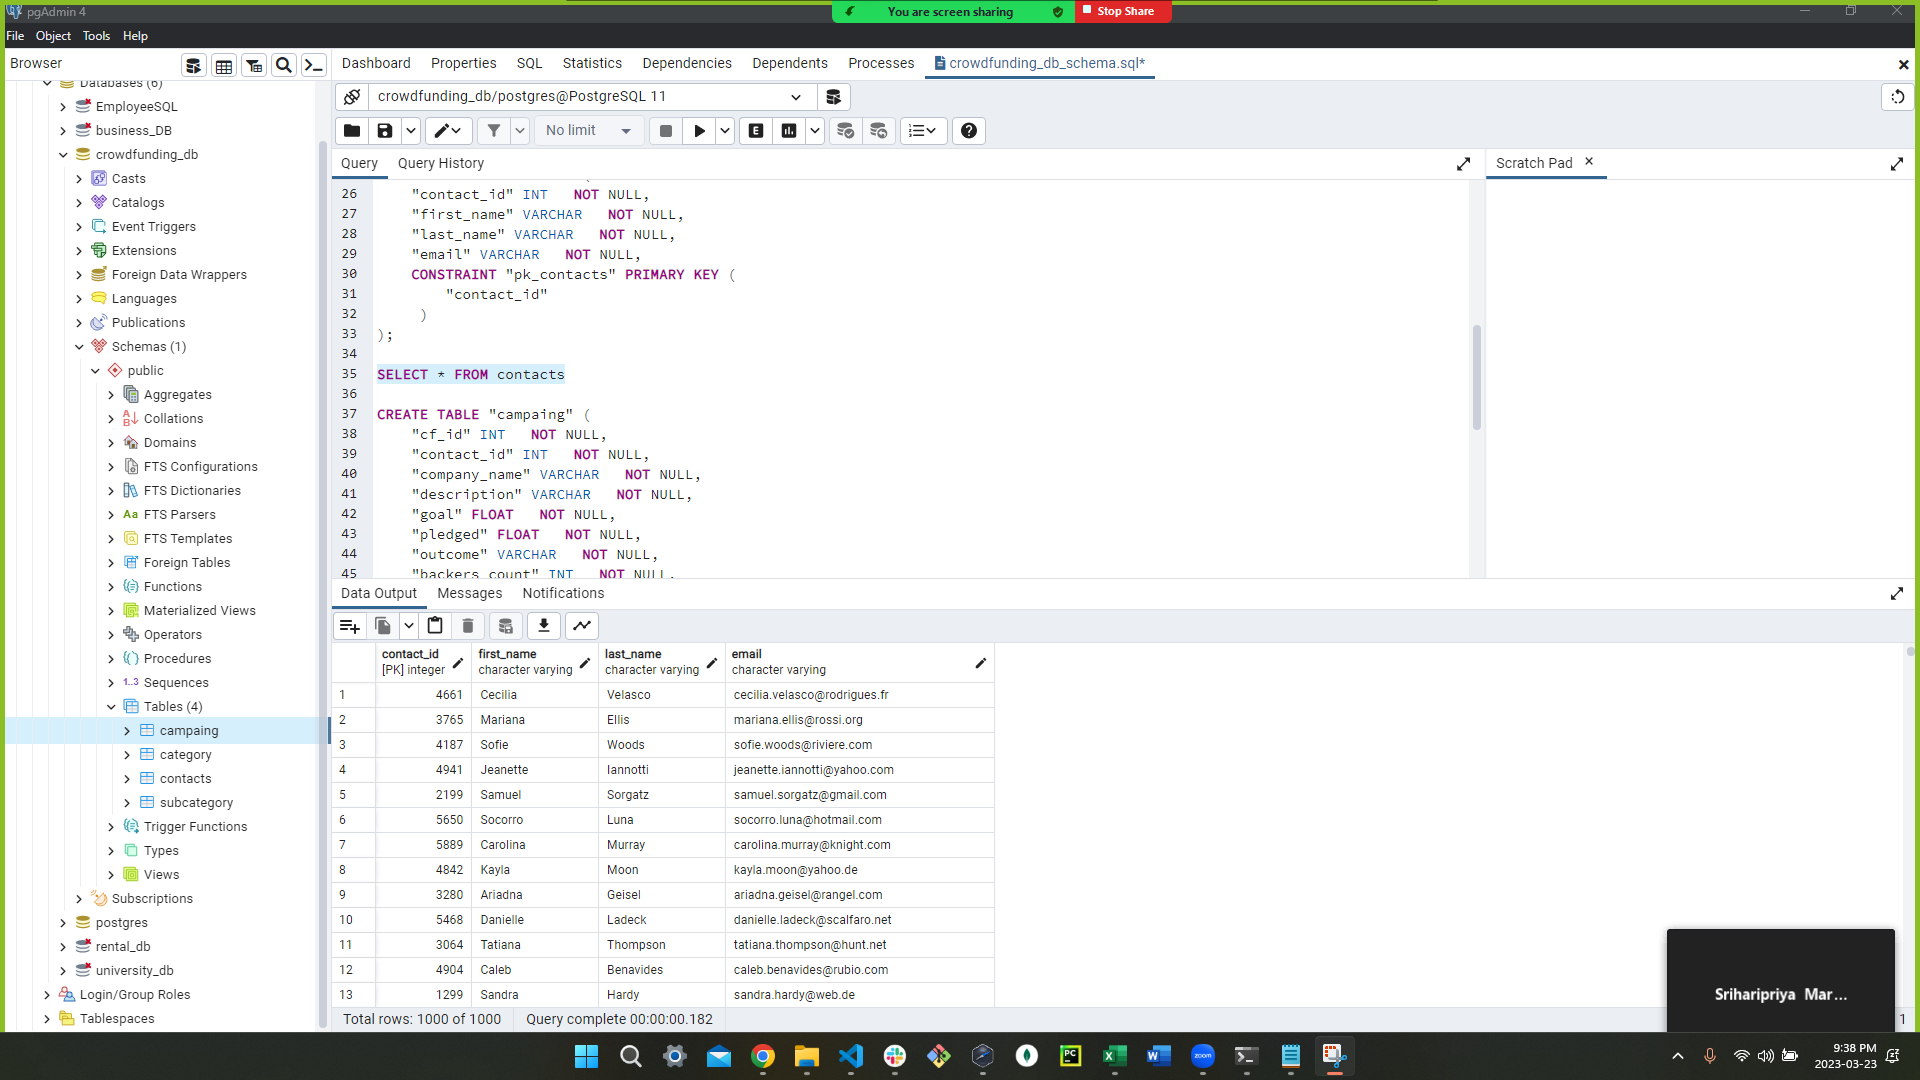 pgAdmin 4
You are screen sharing
Stop Share
File Object Tools Help
Browser
Dashboard Properties SQL Statistics Dependencies Dependents Processes crowdfunding_db_schema.sql*
Databases (6)
EmployeeSQL
business_DB
crowdfunding_db
Casts
Catalogs
Event Triggers
Extensions
Foreign Data Wrappers
Languages
Publications
Schemas (1)
public
Aggregates
Collations
Domains
FTS Configurations
FTS Dictionaries
FTS Parsers
FTS Templates
Foreign Tables
Functions
Materialized Views
Operators
Procedures
1..3 Sequences
Tables (4)
campaing
category
contacts
subcategory
Trigger Functions
Types
Views
Subscriptions
postgres
rental_db
university_db
Login/Group Roles
Tablespaces
crowdfunding_db/postgres@PostgreSQL 11
No limit
Query Query History
Scratch Pad
26 "contact_id" INT NOT NULL,
27 "first_name" VARCHAR NOT NULL,
28 "last_name" VARCHAR NOT NULL,
29 "email" VARCHAR NOT NULL,
30 CONSTRAINT "pk_contacts" PRIMARY KEY (
31 "contact_id"
32 )
33 );
34
35 SELECT * FROM contacts
36
37 CREATE TABLE "campaing" (
38 "cf_id" INT NOT NULL,
39 "contact_id" INT NOT NULL,
40 "company_name" VARCHAR NOT NULL,
41 "description" VARCHAR NOT NULL,
42 "goal" FLOAT NOT NULL,
43 "pledged" FLOAT NOT NULL,
44 "outcome" VARCHAR NOT NULL,
45 "backers_count" INT NOT NULL,
Data Output Messages Notifications
contact_id first_name last_name email
[PK] integer character varying character varying character varying
1 4661 Cecilia Velasco cecilia.velasco@rodrigues.fr
2 3765 Mariana Ellis mariana.ellis@rossi.org
3 4187 Sofie Woods sofie.woods@riviere.com
4 4941 Jeanette Iannotti jeanette.iannotti@yahoo.com
5 2199 Samuel Sorgatz samuel.sorgatz@gmail.com
6 5650 Socorro Luna socorro.luna@hotmail.com
7 5889 Carolina Murray carolina.murray@knight.com
8 4842 Kayla Moon kayla.moon@yahoo.de
9 3280 Ariadna Geisel ariadna.geisel@rangel.com
10 5468 Danielle Ladeck danielle.ladeck@scalfaro.net
11 3064 Tatiana Thompson tatiana.thompson@hunt.net
12 4904 Caleb Benavides caleb.benavides@rubio.com
13 1299 Sandra Hardy sandra.hardy@web.de
Total rows: 1000 of 1000 Query complete 00:00:00.182
Sriharipriya Mar...
1
9:38 PM
2023-03-23